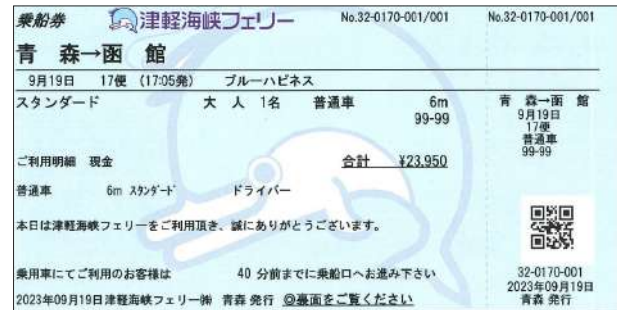 乗船券 津軽海峡フェリー No.32-0170-001/001
青 森→函 館
9月19日 17便 (17:05発) ブルーハピネス
スタンダード 大 人 1名 普通車 6m
99-99
ご利用明細 現金 合計 ¥23,950
普通車 6m スタンダード ドライバー
本日は津軽海峡フェリーをご利用頂き、誠にありがとうございます。
乗用車にてご利用のお客様は 40 分前までに乗船口へお進み下さい
2023年09月19日津軽海峡フェリー㈱ 青森 発行 ◎裏面をご覧ください
No.32-0170-001/001
青 森→函 館
9月19日
17便
普通車
99-99
32-0170-001
2023年09月19日
青森 発行